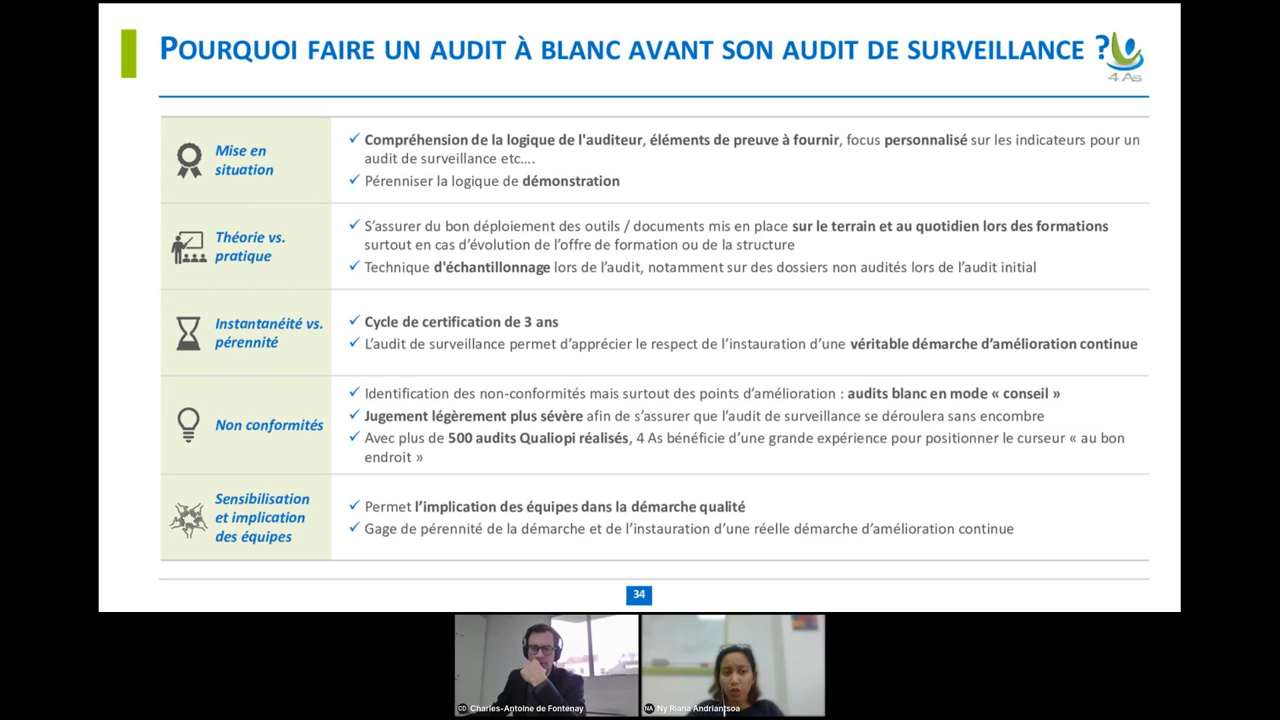 POURQUOI FAIRE UN AUDIT À BLANC AVANT SON AUDIT DE SURVEILLANCE ?
4 As
Mise en
situation
✓ Compréhension de la logique de l'auditeur, éléments de preuve à fournir, focus personnalisé sur les indicateurs pour un
audit de surveillance etc….
✓ Pérenniser la logique de démonstration
Théorie vs.
pratique
✓ S’assurer du bon déploiement des outils / documents mis en place sur le terrain et au quotidien lors des formations
surtout en cas d’évolution de l’offre de formation ou de la structure
✓ Technique d'échantillonnage lors de l’audit, notamment sur des dossiers non audités lors de l’audit initial
Instantanéité vs.
pérennité
✓ Cycle de certification de 3 ans
✓ L’audit de surveillance permet d’apprécier le respect de l’instauration d’une véritable démarche d’amélioration continue
Non conformités
✓ Identification des non-conformités mais surtout des points d’amélioration : audits blanc en mode « conseil »
✓ Jugement légèrement plus sévère afin de s’assurer que l’audit de surveillance se déroulera sans encombre
✓ Avec plus de 500 audits Qualiopi réalisés, 4 As bénéficie d’une grande expérience pour positionner le curseur « au bon
endroit »
Sensibilisation
et implication
des équipes
✓ Permet l’implication des équipes dans la démarche qualité
✓ Gage de pérennité de la démarche et de l’instauration d’une réelle démarche d’amélioration continue
34
CD Charles-Antoine de Fontenay
NA Ny Riana Andriantsoa